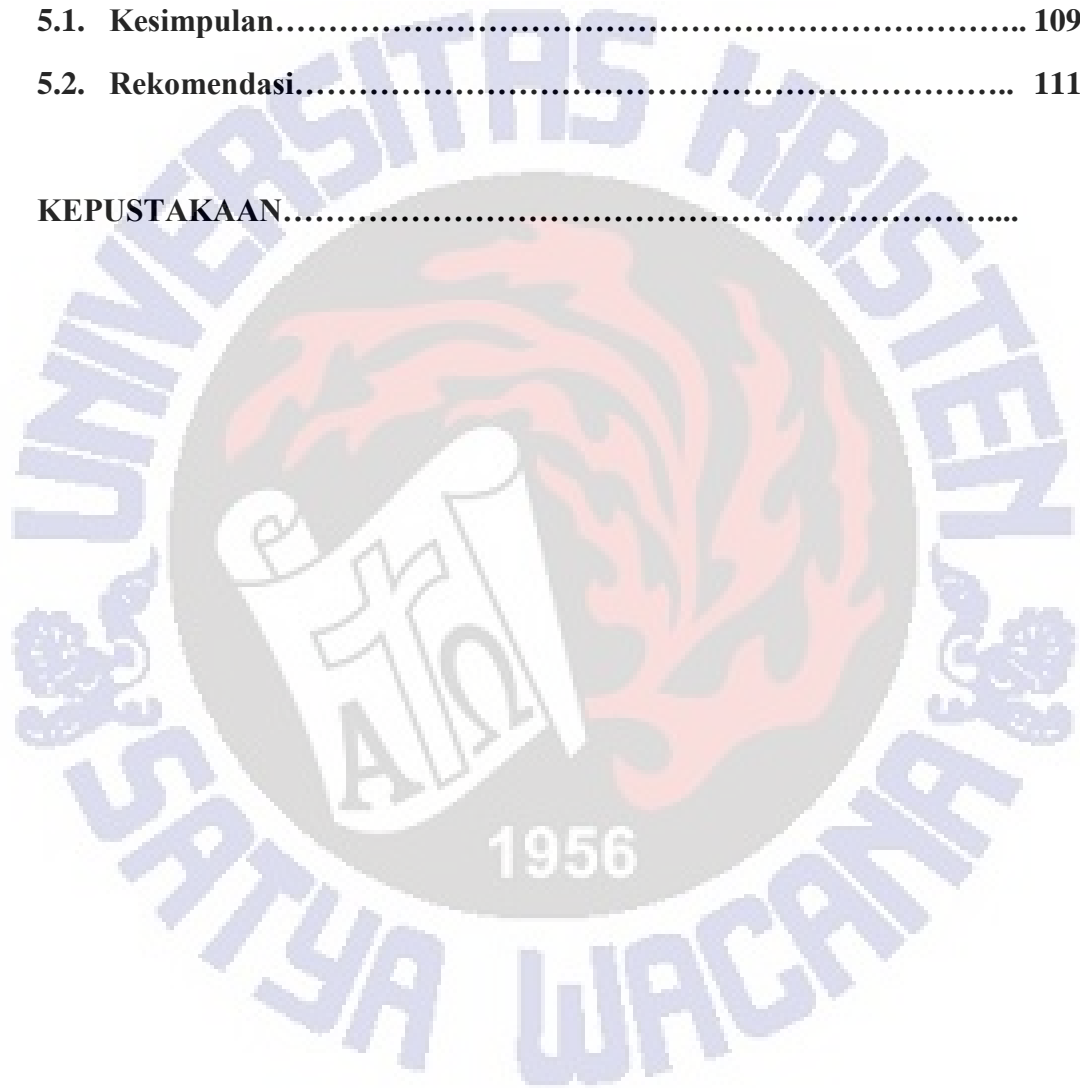 5.1. Kesimpulan…………………………………………………………….. 109
5.2. Rekomendasi………………………………………………………….. 111
KEPUSTAKAAN…………………………………………………………....
UNIVERSITAS KRISTEN
SATYA WACANA
Α Ω
1956